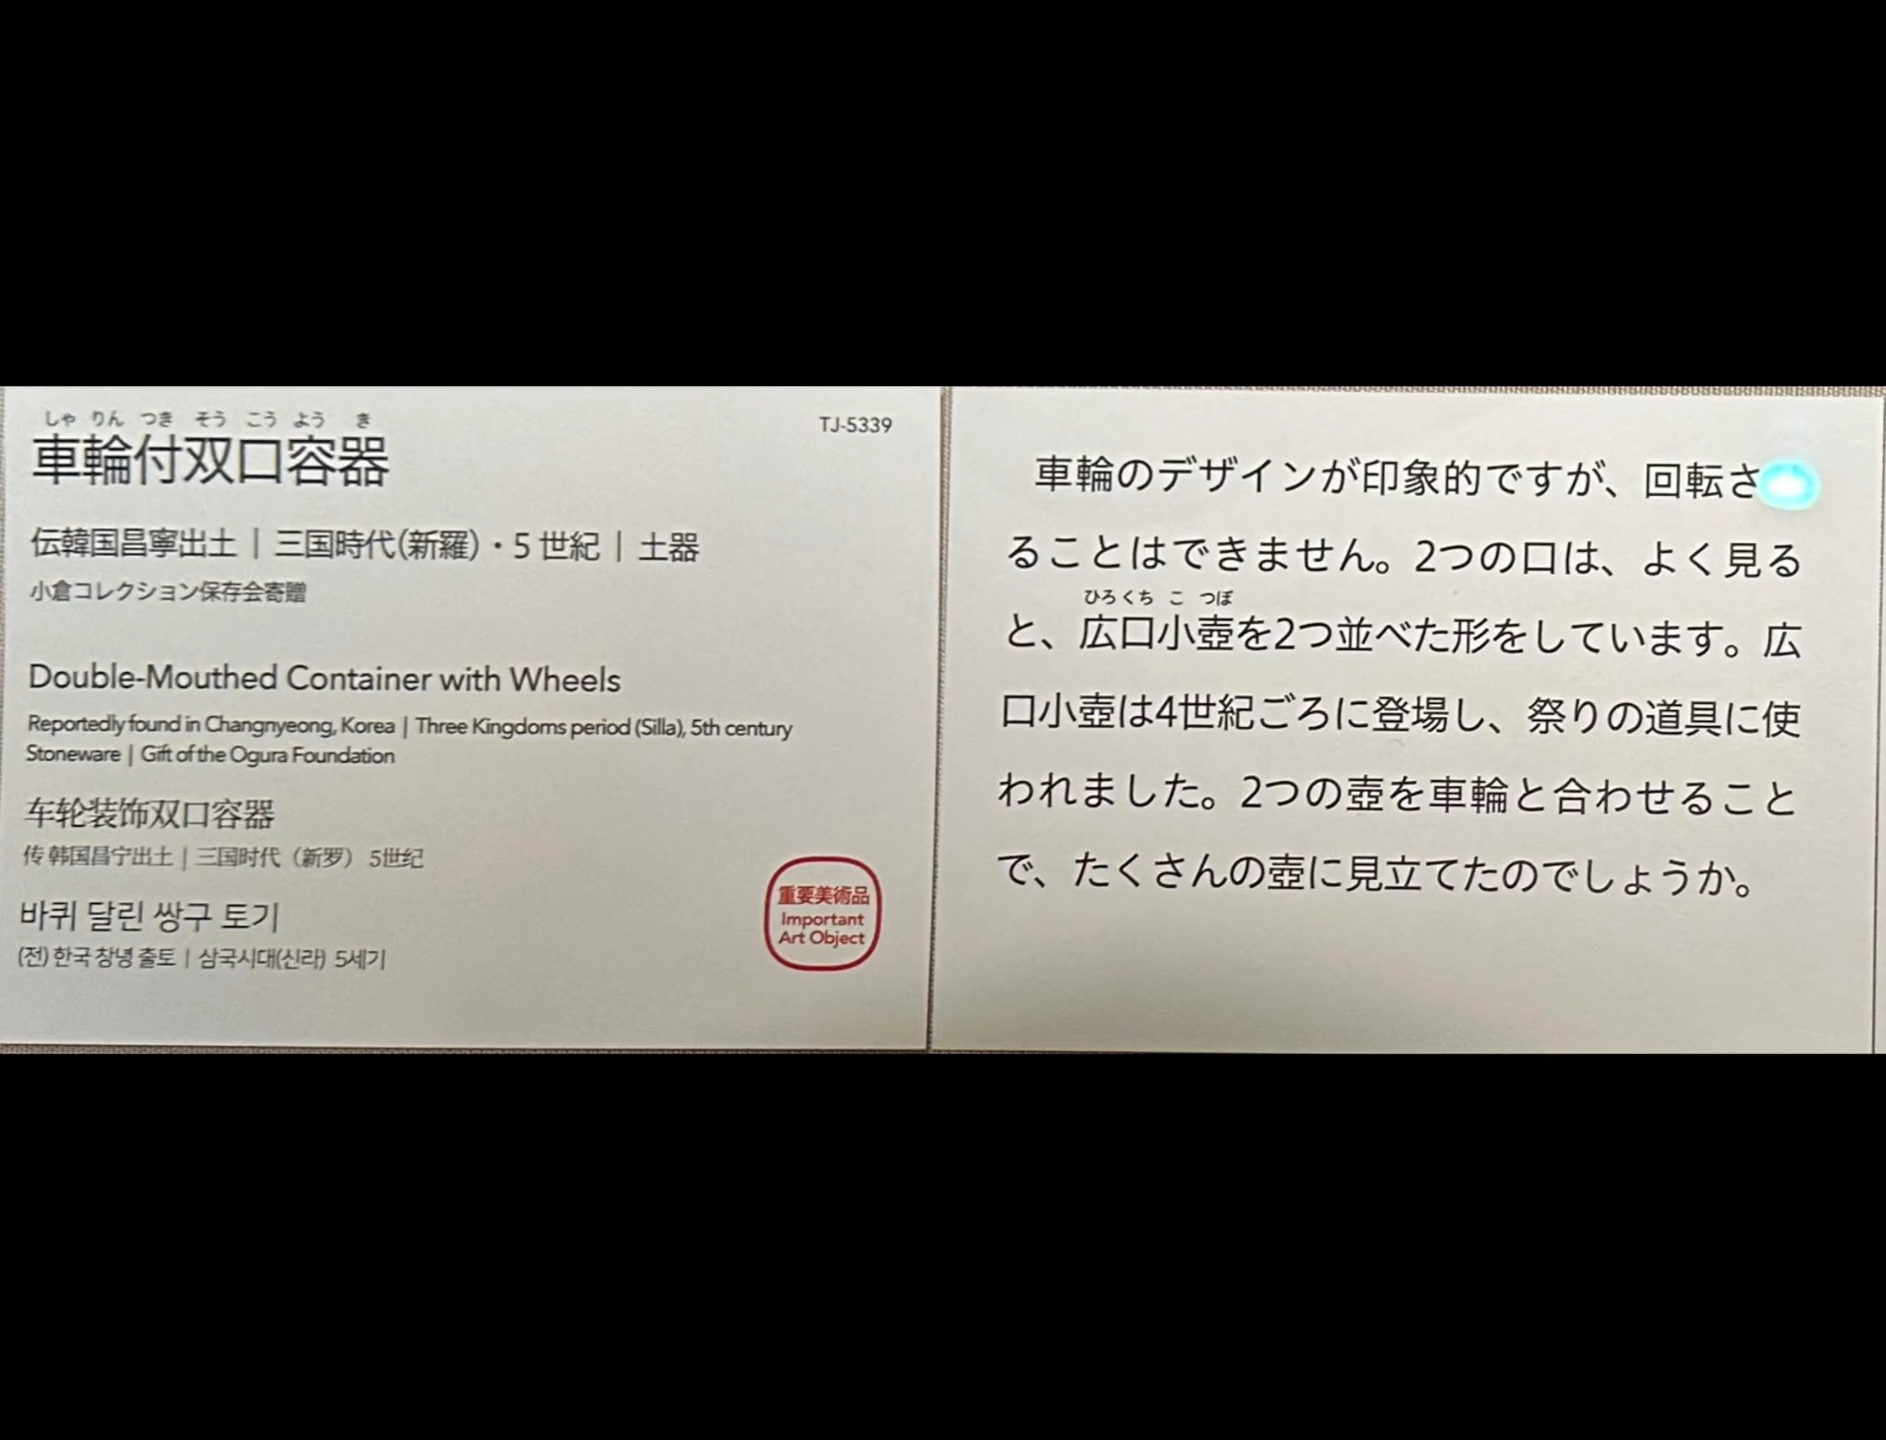 しゃ りん つき そう こう よう き
車輪付双口容器
TJ-5339
伝韓国昌寧出土｜三国時代（新羅）・5世紀｜土器
小倉コレクション保存会寄贈
Double-Mouthed Container with Wheels
Reportedly found in Changnyeong, Korea | Three Kingdoms period (Silla), 5th century
Stoneware | Gift of the Ogura Foundation
车轮装饰双口容器
传 韩国昌宁出土｜三国时代（新罗） 5世纪
바퀴 달린 쌍구 토기
(전) 한국 창녕 출토 | 삼국시대(신라) 5세기
重要美術品
Important
Art Object
車輪のデザインが印象的ですが、回転さ
ることはできません。2つの口は、よく見る
ひろくち こ つぼ
と、広口小壺を2つ並べた形をしています。広
口小壺は4世紀ごろに登場し、祭りの道具に使
われました。2つの壺を車輪と合わせること
で、たくさんの壺に見立てたのでしょうか。